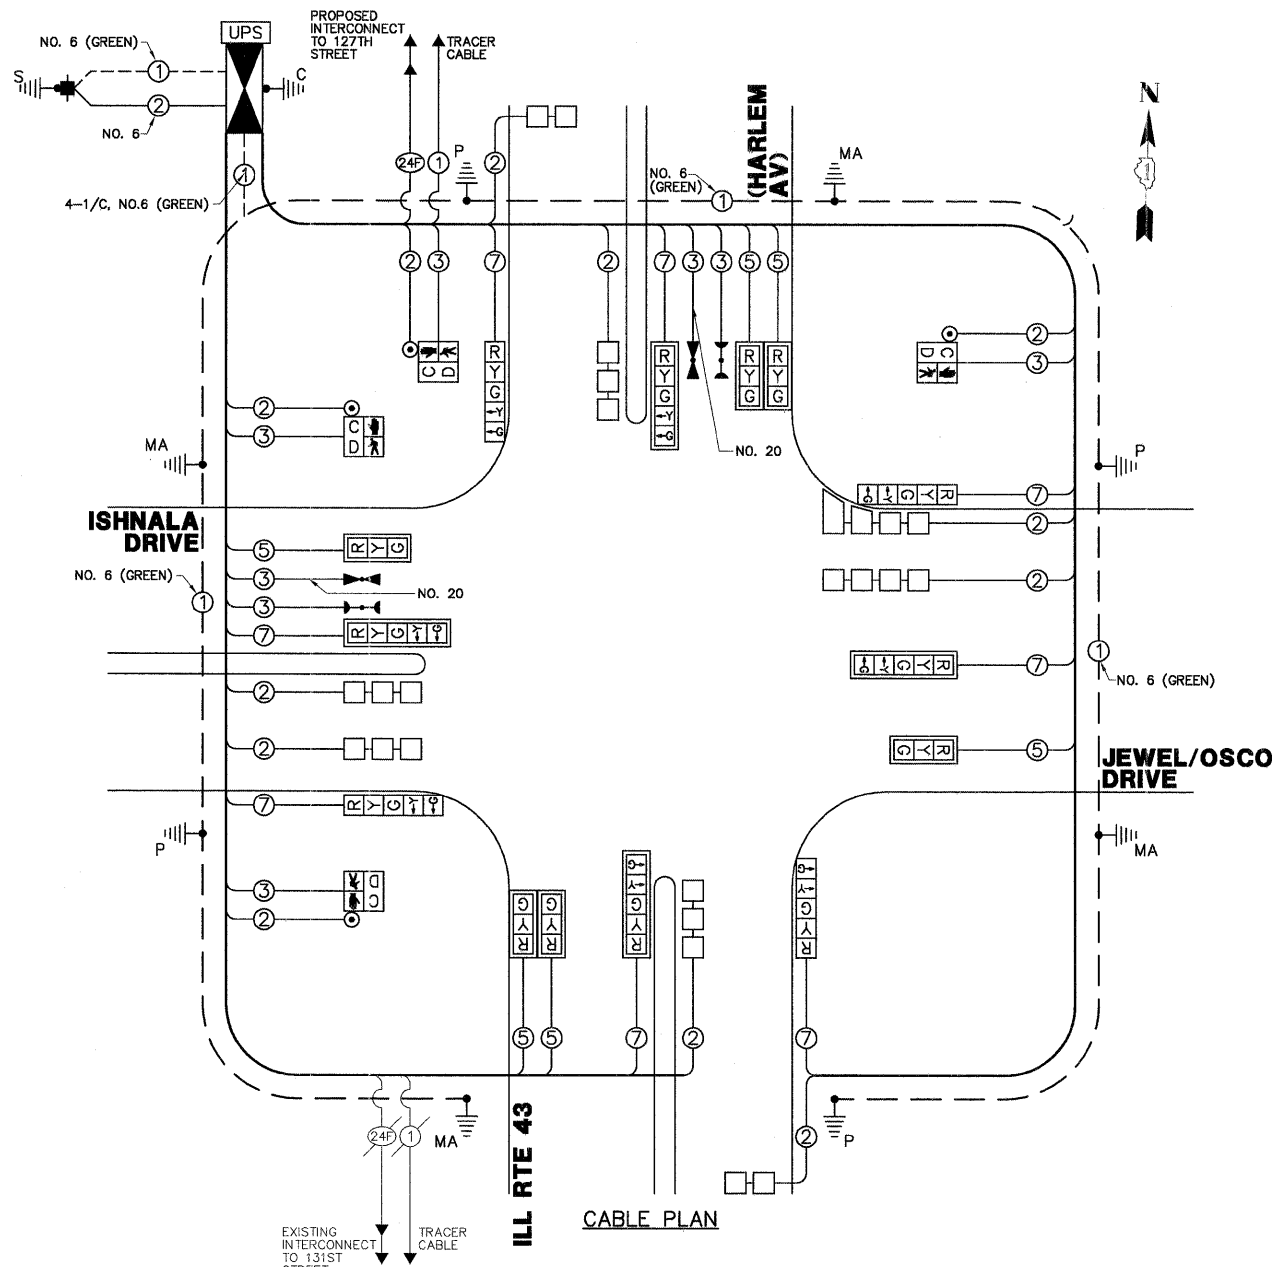 PROPOSED
INTERCONNECT
TO 127TH
STREET
TRACER
CABLE
UPS
NO. 6 (GREEN)
1
S
C
2
NO. 6
N
1
4-1/C, NO.6 (GREEN)
1
24F
1
2
P
MA
(HARLEM
AV)
NO. 6
(GREEN)
1
2
3
7
2
7
3
3
5
5
R
Y
G
←Y
←G
R
Y
G
←Y
←G
R
Y
G
R
Y
G
C D
NO. 20
2
3
C
D
2
3
C
D
MA
P
ISHNALA
DRIVE
NO. 6 (GREEN)
1
5
R Y G
3
NO. 20
3
7
R Y G ←Y ←G
2
2
7
R Y G ←Y ←G
7
R Y G ←Y ←G
2
2
7
R Y G ←Y ←G
5
R Y G
1
NO. 6 (GREEN)
JEWEL/OSCO
DRIVE
P
MA
3
2
D
C
G
Y
R
G
Y
R
←G
←Y
G
Y
R
←G
←Y
G
Y
R
5
5
7
2
7
24F
1
MA
ILL RTE 43
2
P
CABLE PLAN
EXISTING
INTERCONNECT
TO 131ST
TRACER
CABLE